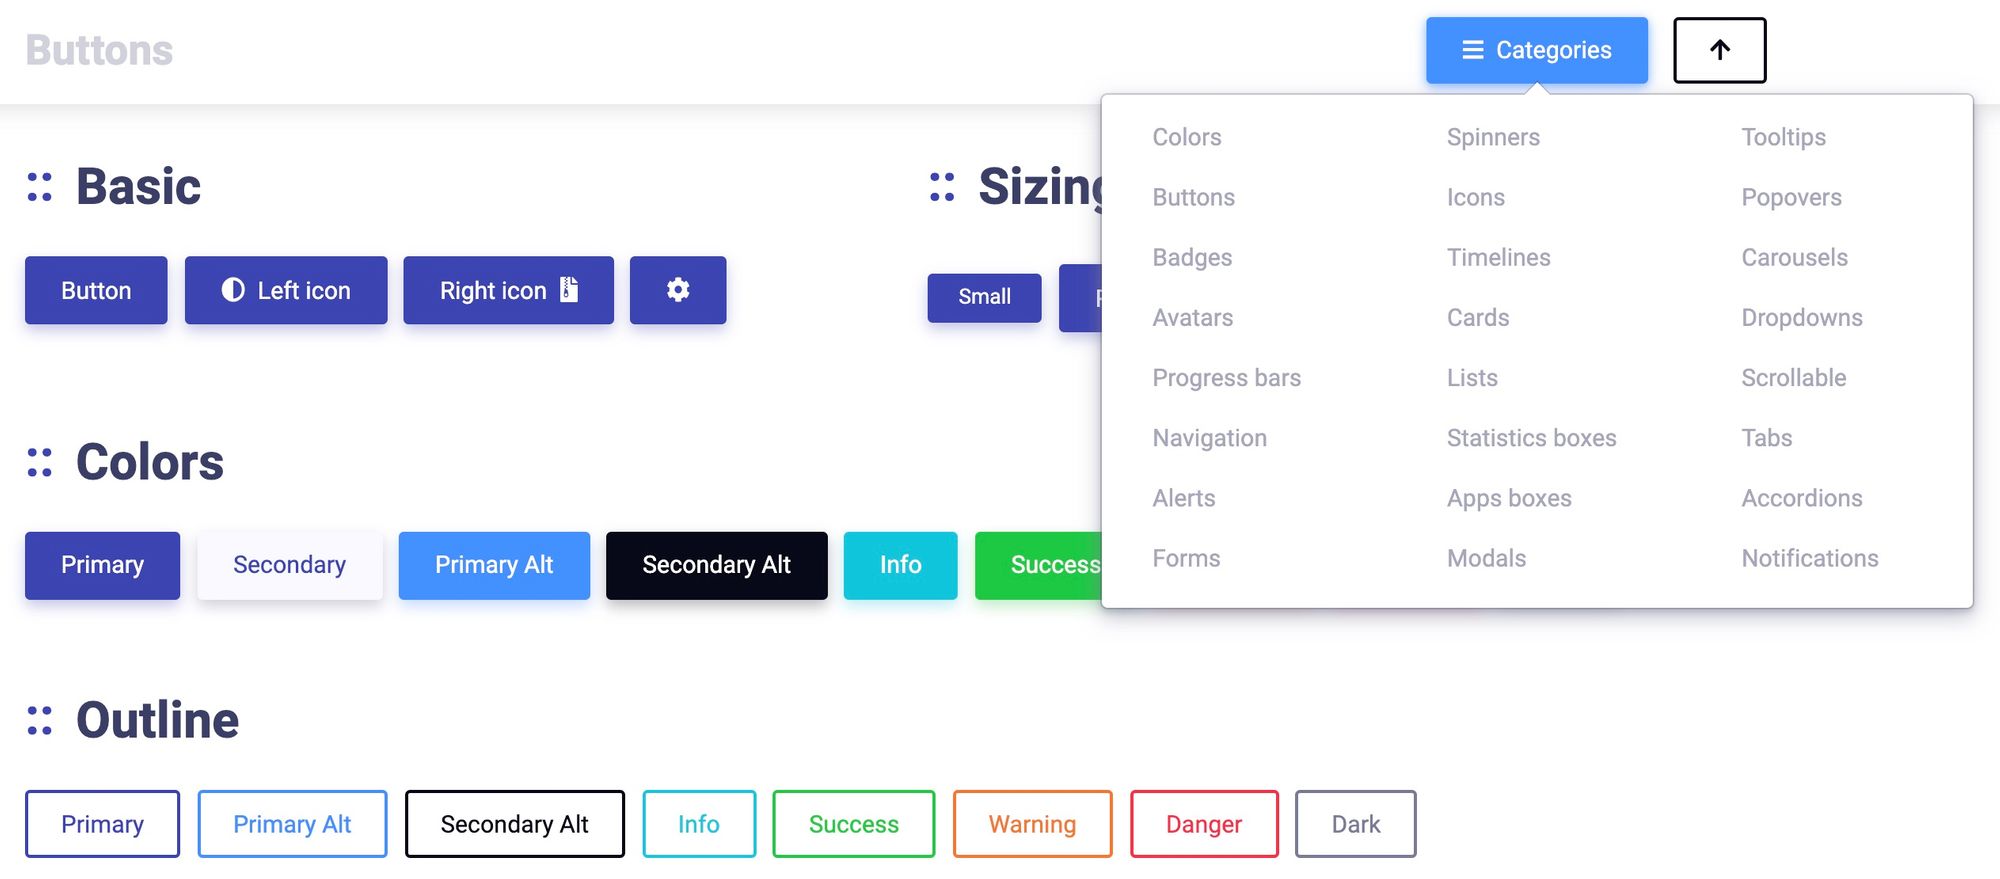 Buttons
Categories
Colors Spinners Tooltips
Buttons Icons Popovers
Badges Timelines Carousels
Avatars Cards Dropdowns
Progress bars Lists Scrollable
Navigation Statistics boxes Tabs
Alerts Apps boxes Accordions
Forms Modals Notifications
Basic
Button Left icon Right icon
Small
Colors
Primary Secondary Primary Alt Secondary Alt Info Success
Outline
Primary Primary Alt Secondary Alt Info Success Warning Danger Dark